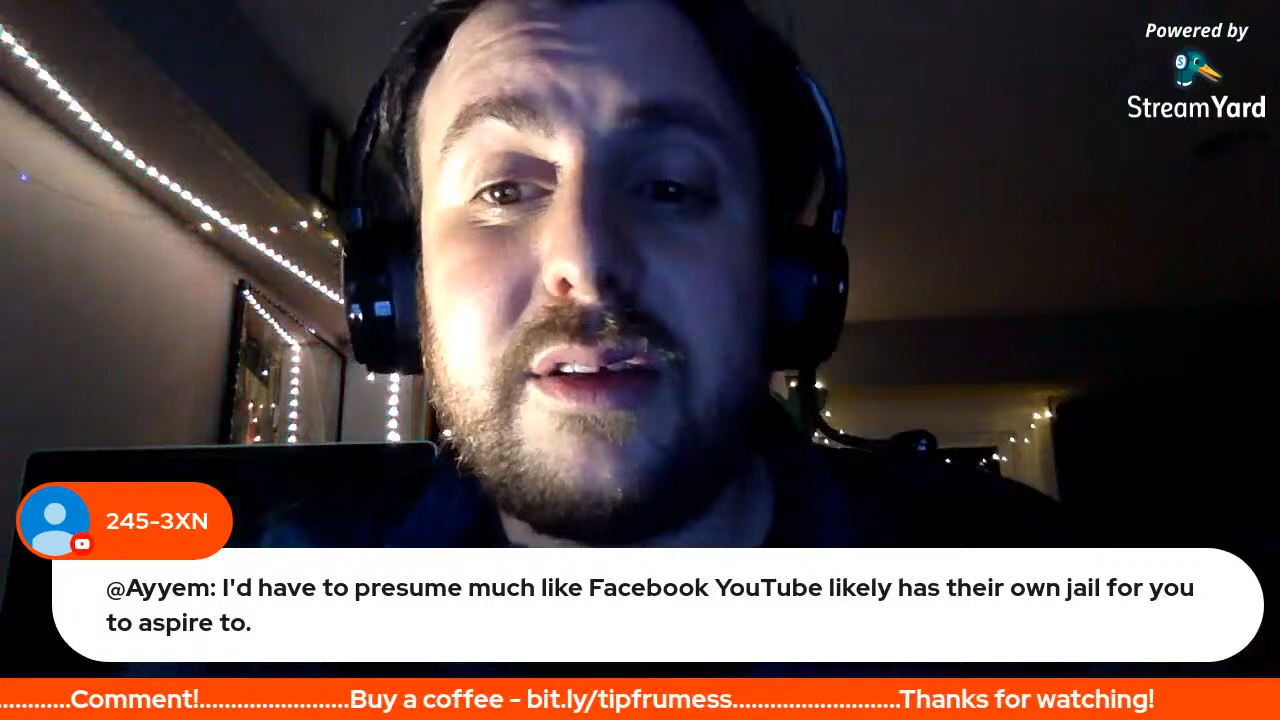 Powered by
StreamYard
245-3XN
@Ayyem: I'd have to presume much like Facebook YouTube likely has their own jail for you
to aspire to.
............Comment!........................Buy a coffee - bit.ly/tipfrumess...........................Thanks for watching!